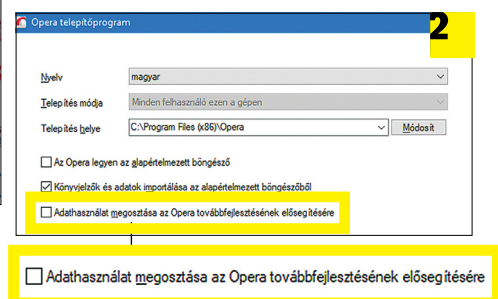 Opera telepítőprogram
2
Nyelv
magyar
Telepítés módja
Minden felhasználó ezen a gépen
Telepítés helye
C:\Program Files (x86)\Opera
Módosít
Az Opera legyen az alapértelmezett böngésző
Könyvjelzők és adatok importálása az alapértelmezett böngészőből
Adathasználat megosztása az Opera továbbfejlesztésének elősegítésére
Adathasználat megosztása az Opera továbbfejlesztésének elősegítésére